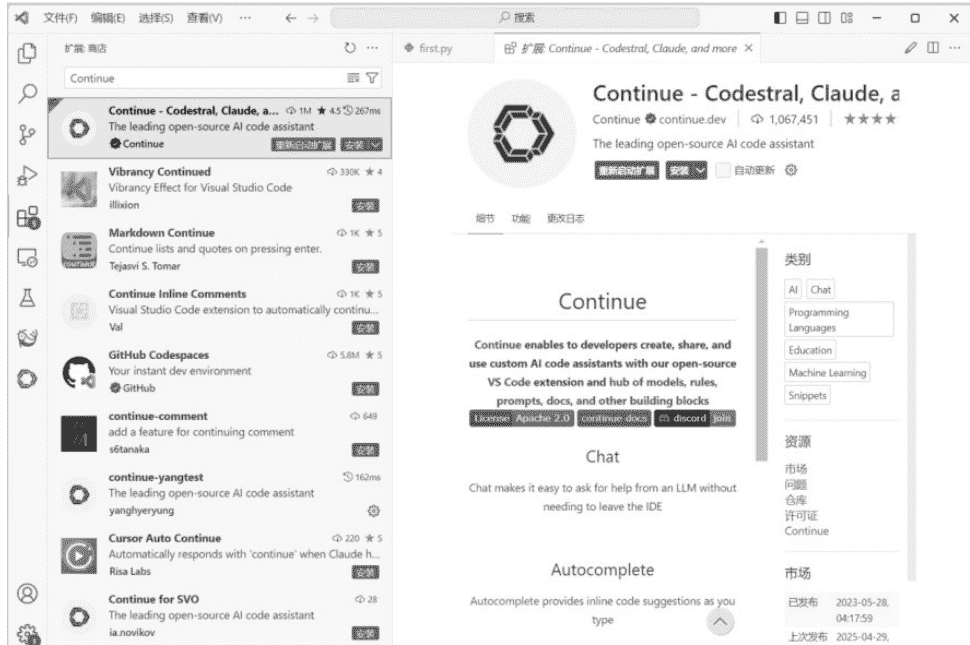 文件(F) 编辑(E) 选择(S) 查看(V) ··· 搜索
扩展: 商店
Continue
Continue - Codestral, Claude, a... 1M ★ 4.5 267ms
The leading open-source AI code assistant
Continue 重新启动扩展 安装
Vibrancy Continued 330K ★ 4
Vibrancy Effect for Visual Studio Code
illixion 安装
Markdown Continue 1K ★ 5
Continue lists and quotes on pressing enter.
Tejasvi S. Tomar 安装
Continue Inline Comments 1K ★ 5
Visual Studio Code extension to automatically continu...
Val 安装
GitHub Codespaces 5.8M ★ 5
Your instant dev environment
GitHub 安装
continue-comment 649
add a feature for continuing comment
s6tanaka 安装
continue-yangtest 162ms
The leading open-source AI code assistant
yanghyeryung
Cursor Auto Continue 220 ★ 5
Automatically responds with 'continue' when Claude h...
Risa Labs 安装
Continue for SVO 28
The leading open-source AI code assistant
ia.novikov 安装
first.py 扩展: Continue - Codestral, Claude, and more
Continue - Codestral, Claude, a
Continue continue.dev 1,067,451 ★★★★
The leading open-source AI code assistant
重新启动扩展 安装 自动更新
细节 功能 更改日志
Continue
Continue enables to developers create, share, and
use custom AI code assistants with our open-source
VS Code extension and hub of models, rules,
prompts, docs, and other building blocks
License Apache 2.0 continue docs discord join
Chat
Chat makes it easy to ask for help from an LLM without
needing to leave the IDE
Autocomplete
Autocomplete provides inline code suggestions as you
type
类别
AI Chat
Programming
Languages
Education
Machine Learning
Snippets
资源
市场
问题
仓库
许可证
Continue
市场
已发布 2023-05-28,
04:17:59
上次发布 2025-04-29,